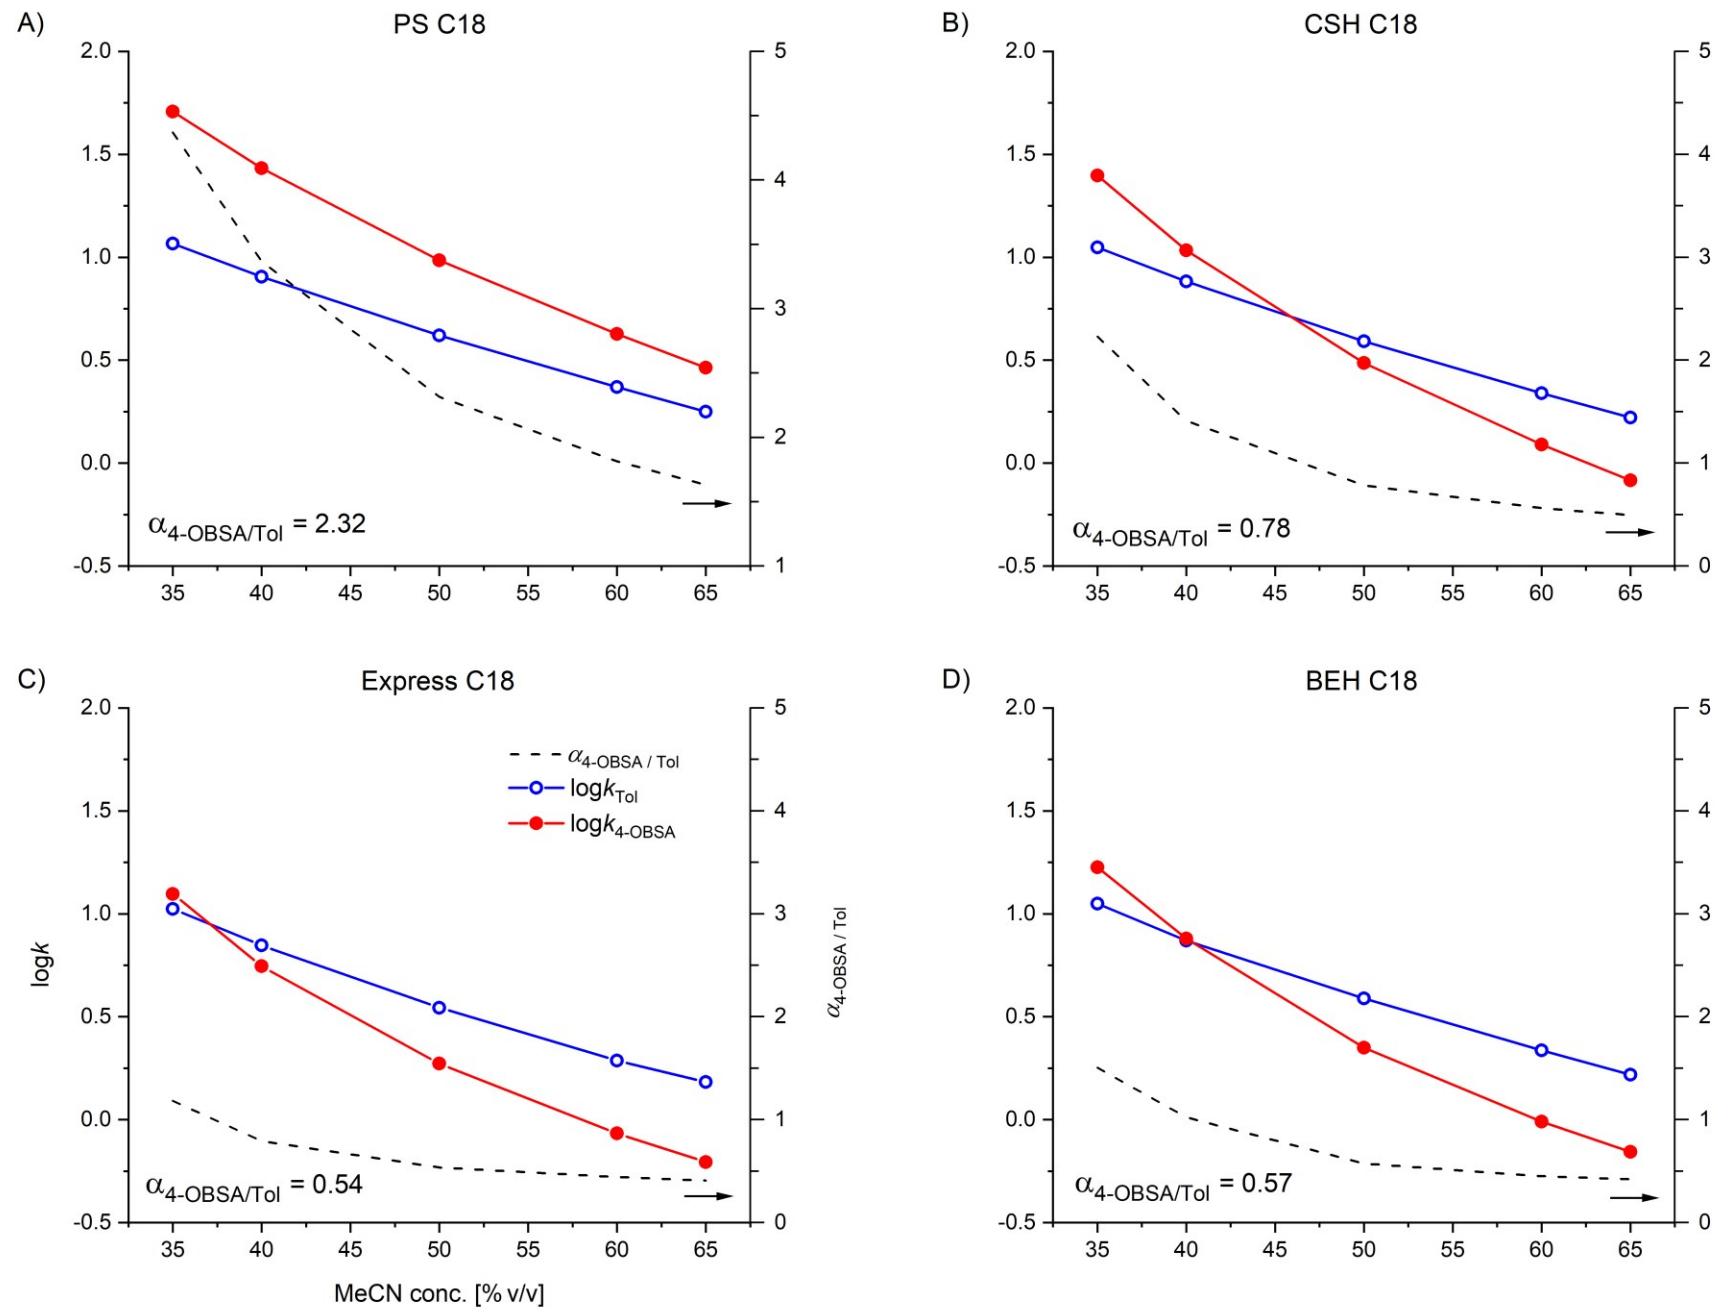 A)
PS C18
2.0
1.5
1.0
0.5
0.0
-0.5
5
4
3
2
1
α4-OBSA/Tol = 2.32
35 40 45 50 55 60 65
B)
CSH C18
2.0
1.5
1.0
0.5
0.0
-0.5
5
4
3
2
1
0
α4-OBSA/Tol = 0.78
35 40 45 50 55 60 65
C)
Express C18
2.0
1.5
1.0
0.5
0.0
-0.5
logk
α4-OBSA / Tol
logkTol
logk4-OBSA
5
4
3
2
1
0
α4-OBSA / Tol
α4-OBSA/Tol = 0.54
35 40 45 50 55 60 65
MeCN conc. [% v/v]
D)
BEH C18
2.0
1.5
1.0
0.5
0.0
-0.5
5
4
3
2
1
0
α4-OBSA/Tol = 0.57
35 40 45 50 55 60 65